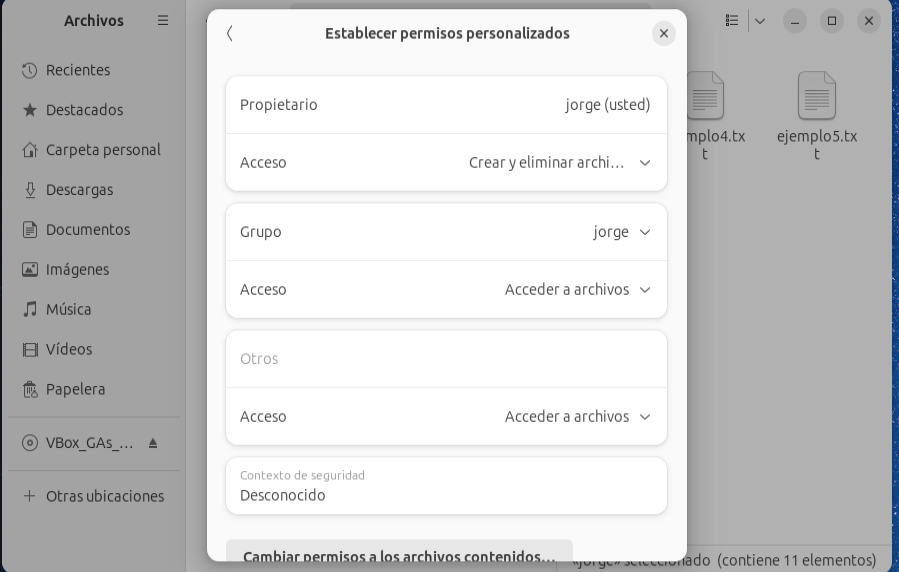 Archivos
Recientes
Destacados
Carpeta personal
Descargas
Documentos
Imágenes
Música
Vídeos
Papelera
VBox_GAs_...
Otras ubicaciones
Establecer permisos personalizados
Propietario jorge (usted)
Acceso Crear y eliminar archi...
Grupo jorge
Acceso Acceder a archivos
Otros
Acceso Acceder a archivos
Contexto de seguridad
Desconocido
Cambiar permisos a los archivos contenidos...
mplo4.tx
t
ejemplo5.tx
t
«jorge» seleccionado (contiene 11 elementos)